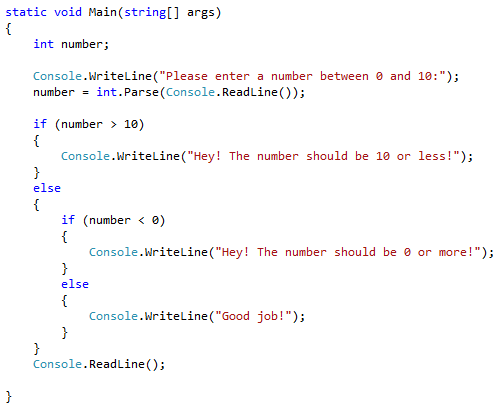 static void Main(string[] args)
{
    int number;

    Console.WriteLine("Please enter a number between 0 and 10:");
    number = int.Parse(Console.ReadLine());

    if (number > 10)
    {
        Console.WriteLine("Hey! The number should be 10 or less!");
    }
    else
    {
        if (number < 0)
        {
            Console.WriteLine("Hey! The number should be 0 or more!");
        }
        else
        {
            Console.WriteLine("Good job!");
        }
    }
    Console.ReadLine();

}